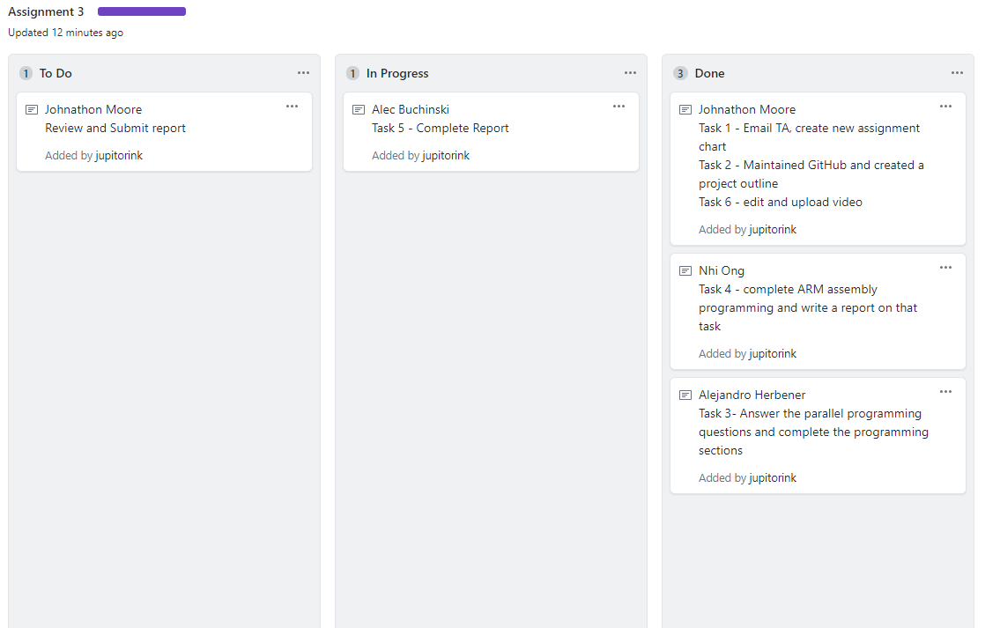 Assignment 3
Updated 12 minutes ago
1 To Do
Johnathon Moore
Review and Submit report
Added by jupitorink
1 In Progress
Alec Buchinski
Task 5 - Complete Report
Added by jupitorink
3 Done
Johnathon Moore
Task 1 - Email TA, create new assignment
chart
Task 2 - Maintained GitHub and created a
project outline
Task 6 - edit and upload video
Added by jupitorink
Nhi Ong
Task 4 - complete ARM assembly
programming and write a report on that
task
Added by jupitorink
Alejandro Herbener
Task 3- Answer the parallel programming
questions and complete the programming
sections
Added by jupitorink